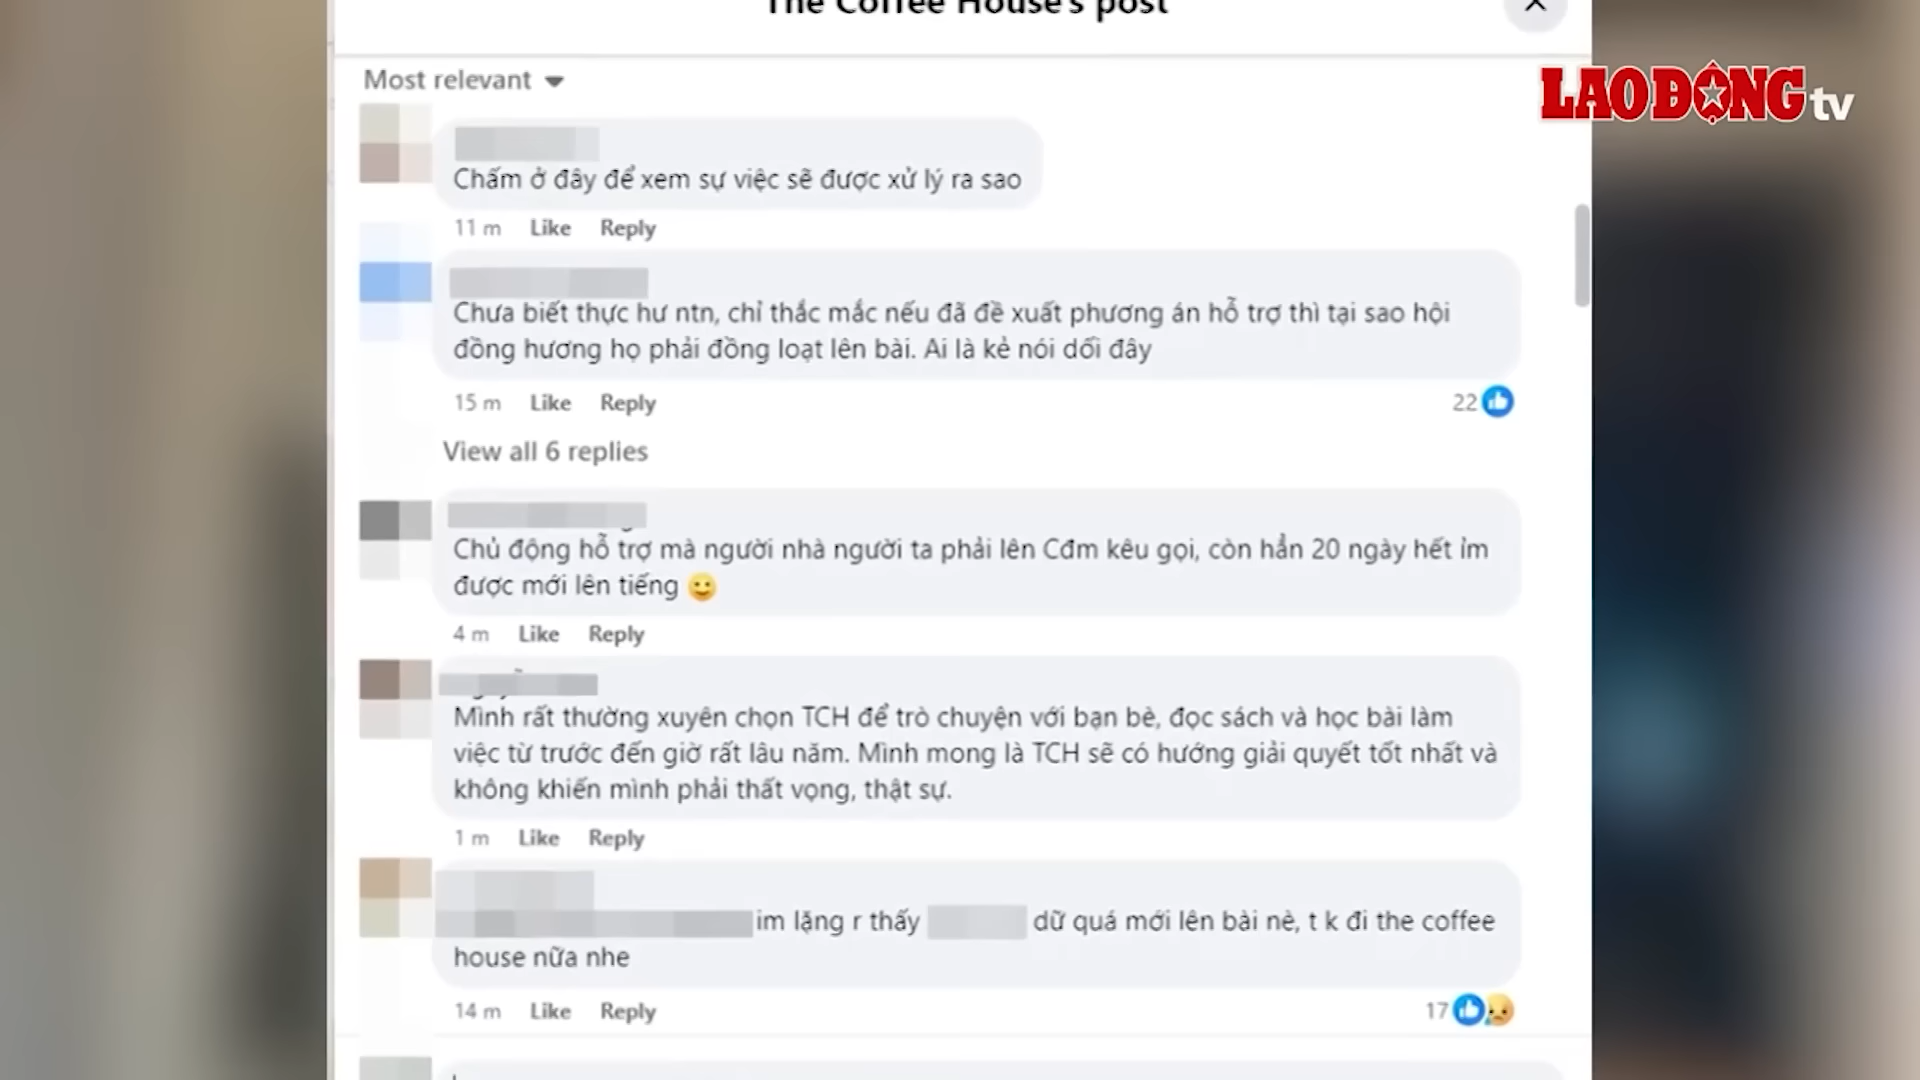 The Coffee House's post
LAO ĐỘNG tv
Most relevant
Chấm ở đây để xem sự việc sẽ được xử lý ra sao
11 m Like Reply
Chưa biết thực hư ntn, chỉ thắc mắc nếu đã đề xuất phương án hỗ trợ thì tại sao hội
đồng hương họ phải đồng loạt lên bài. Ai là kẻ nói dối đây
15 m Like Reply 22
View all 6 replies
Chủ động hỗ trợ mà người nhà người ta phải lên Cđm kêu gọi, còn hẳn 20 ngày hết ỉm
được mới lên tiếng
4 m Like Reply
Mình rất thường xuyên chọn TCH để trò chuyện với bạn bè, đọc sách và học bài làm
việc từ trước đến giờ rất lâu năm. Mình mong là TCH sẽ có hướng giải quyết tốt nhất và
không khiến mình phải thất vọng, thật sự.
1 m Like Reply
im lặng r thấy dữ quá mới lên bài nè, t k đi the coffee
house nữa nhe
14 m Like Reply 17